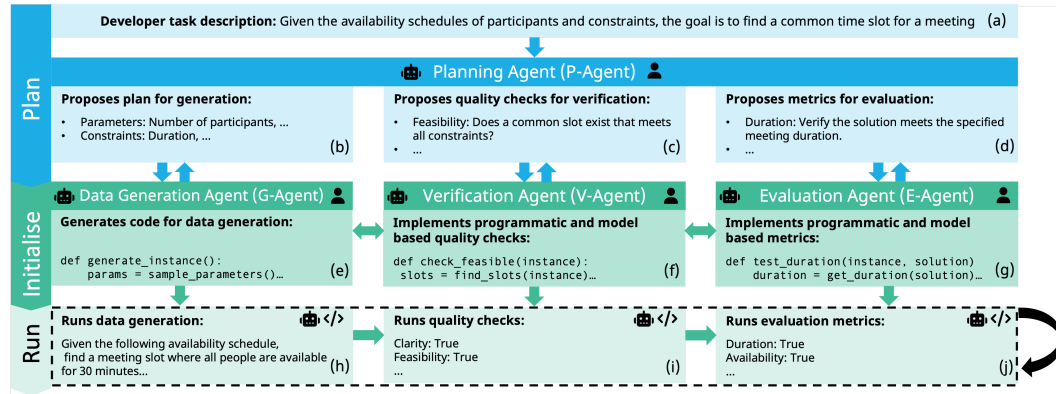 Plan
Developer task description: Given the availability schedules of participants and constraints, the goal is to find a common time slot for a meeting (a)
Planning Agent (P-Agent)
Proposes plan for generation:
• Parameters: Number of participants, ...
• Constraints: Duration, ...
(b)
Proposes quality checks for verification:
• Feasibility: Does a common slot exist that meets
all constraints?
• ...
(c)
Proposes metrics for evaluation:
• Duration: Verify the solution meets the specified
meeting duration.
• ...
(d)
Initialise
Data Generation Agent (G-Agent)
Generates code for data generation:
def generate_instance():
params = sample_parameters()…
(e)
Verification Agent (V-Agent)
Implements programmatic and model
based quality checks:
def check_feasible(instance):
slots = find_slots(instance)…
(f)
Evaluation Agent (E-Agent)
Implements programmatic and model
based metrics:
def test_duration(instance, solution)
duration = get_duration(solution)…
(g)
Run
Runs data generation:
</>
Given the following availability schedule,
find a meeting slot where all people are available
for 30 minutes...
(h)
Runs quality checks:
</>
Clarity: True
Feasibility: True
...
(i)
Runs evaluation metrics:
</>
Duration: True
Availability: True
...
(j)